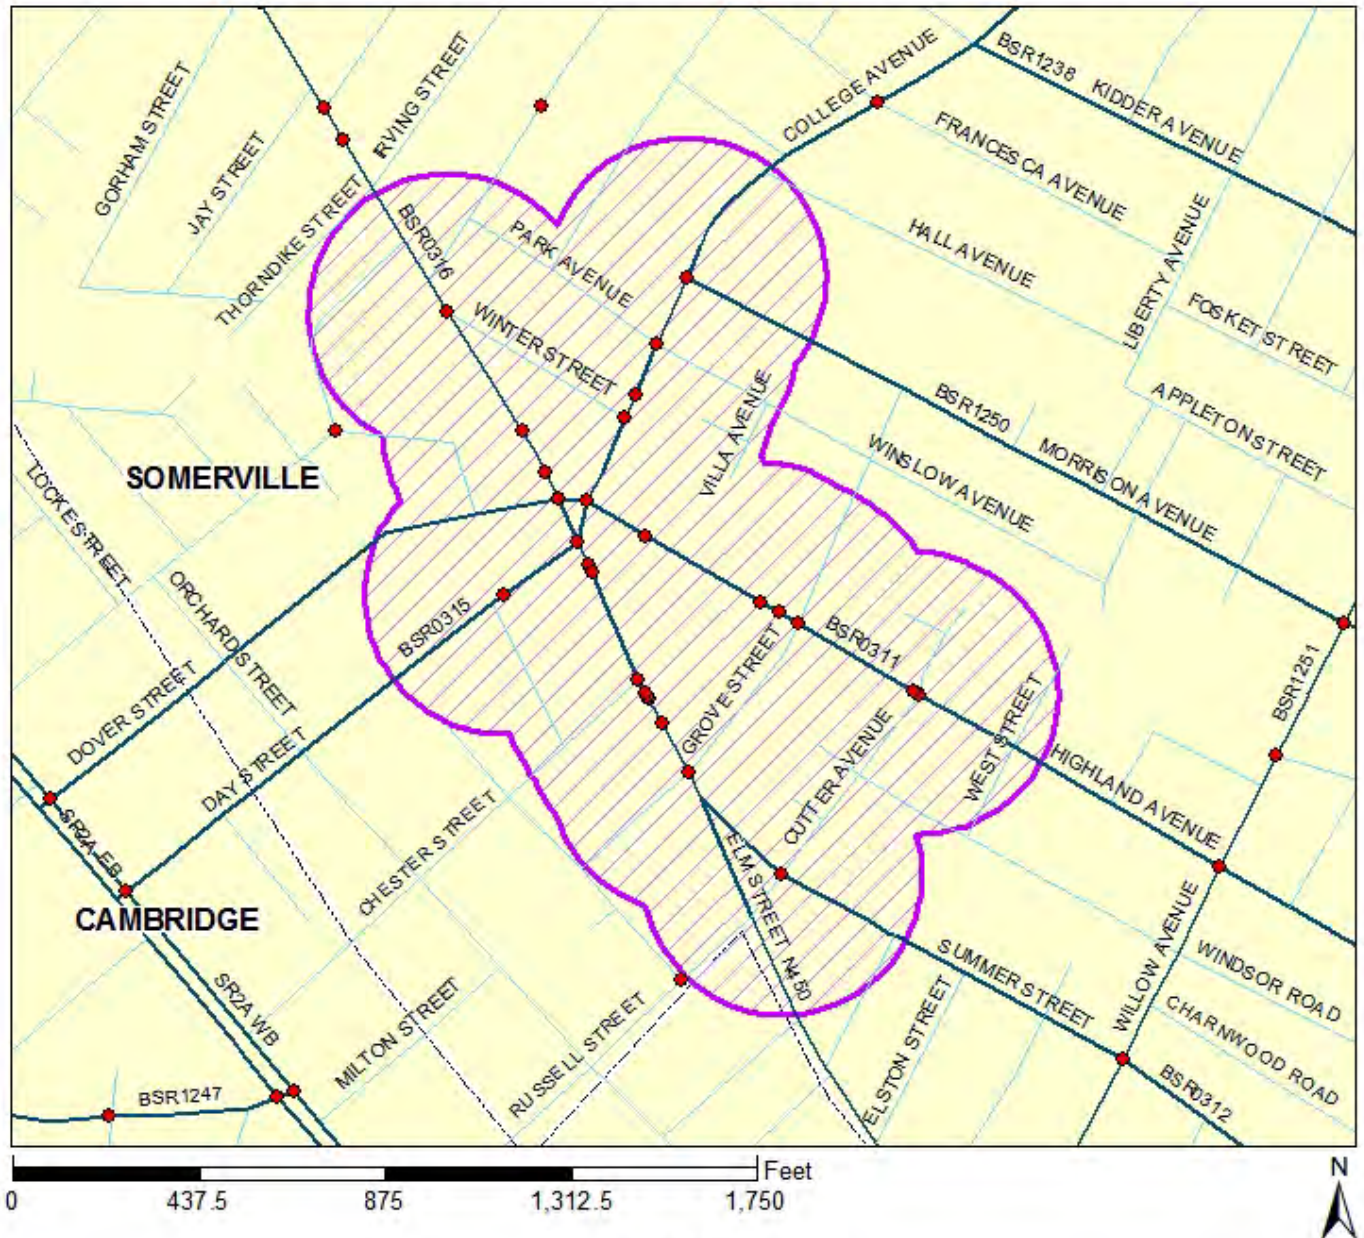 BSR1238
KIDDER AVENUE
COLLEGE AVENUE
IRVING STREET
GORHAM STREET
JAY STREET
FRANCESCA AVENUE
THORNDIKE STREET
BSR0316
PARK AVENUE
HALL AVENUE
LIBERTY AVENUE
FOSKET STREET
WINTER STREET
APPLETON STREET
BSR1250
MORRISON AVENUE
VILLA AVENUE
WINSLOW AVENUE
SOMERVILLE
LOCKE STREET
ORCHARD STREET
BSR0315
BSR0311
GROVE STREET
BSR1251
DOVER STREET
DAY STREET
WEST STREET
CUTTER AVENUE
HIGHLAND AVENUE
SR2A EB
CHESTER STREET
ELM STREET N450
CAMBRIDGE
SUMMER STREET
WILLOW AVENUE
WINDSOR ROAD
SR2A WB
MILTON STREET
RUSSELL STREET
ELSTON STREET
CHARNWOOD ROAD
BSR1247
BSR0312
Feet
0 437.5 875 1,312.5 1,750
N